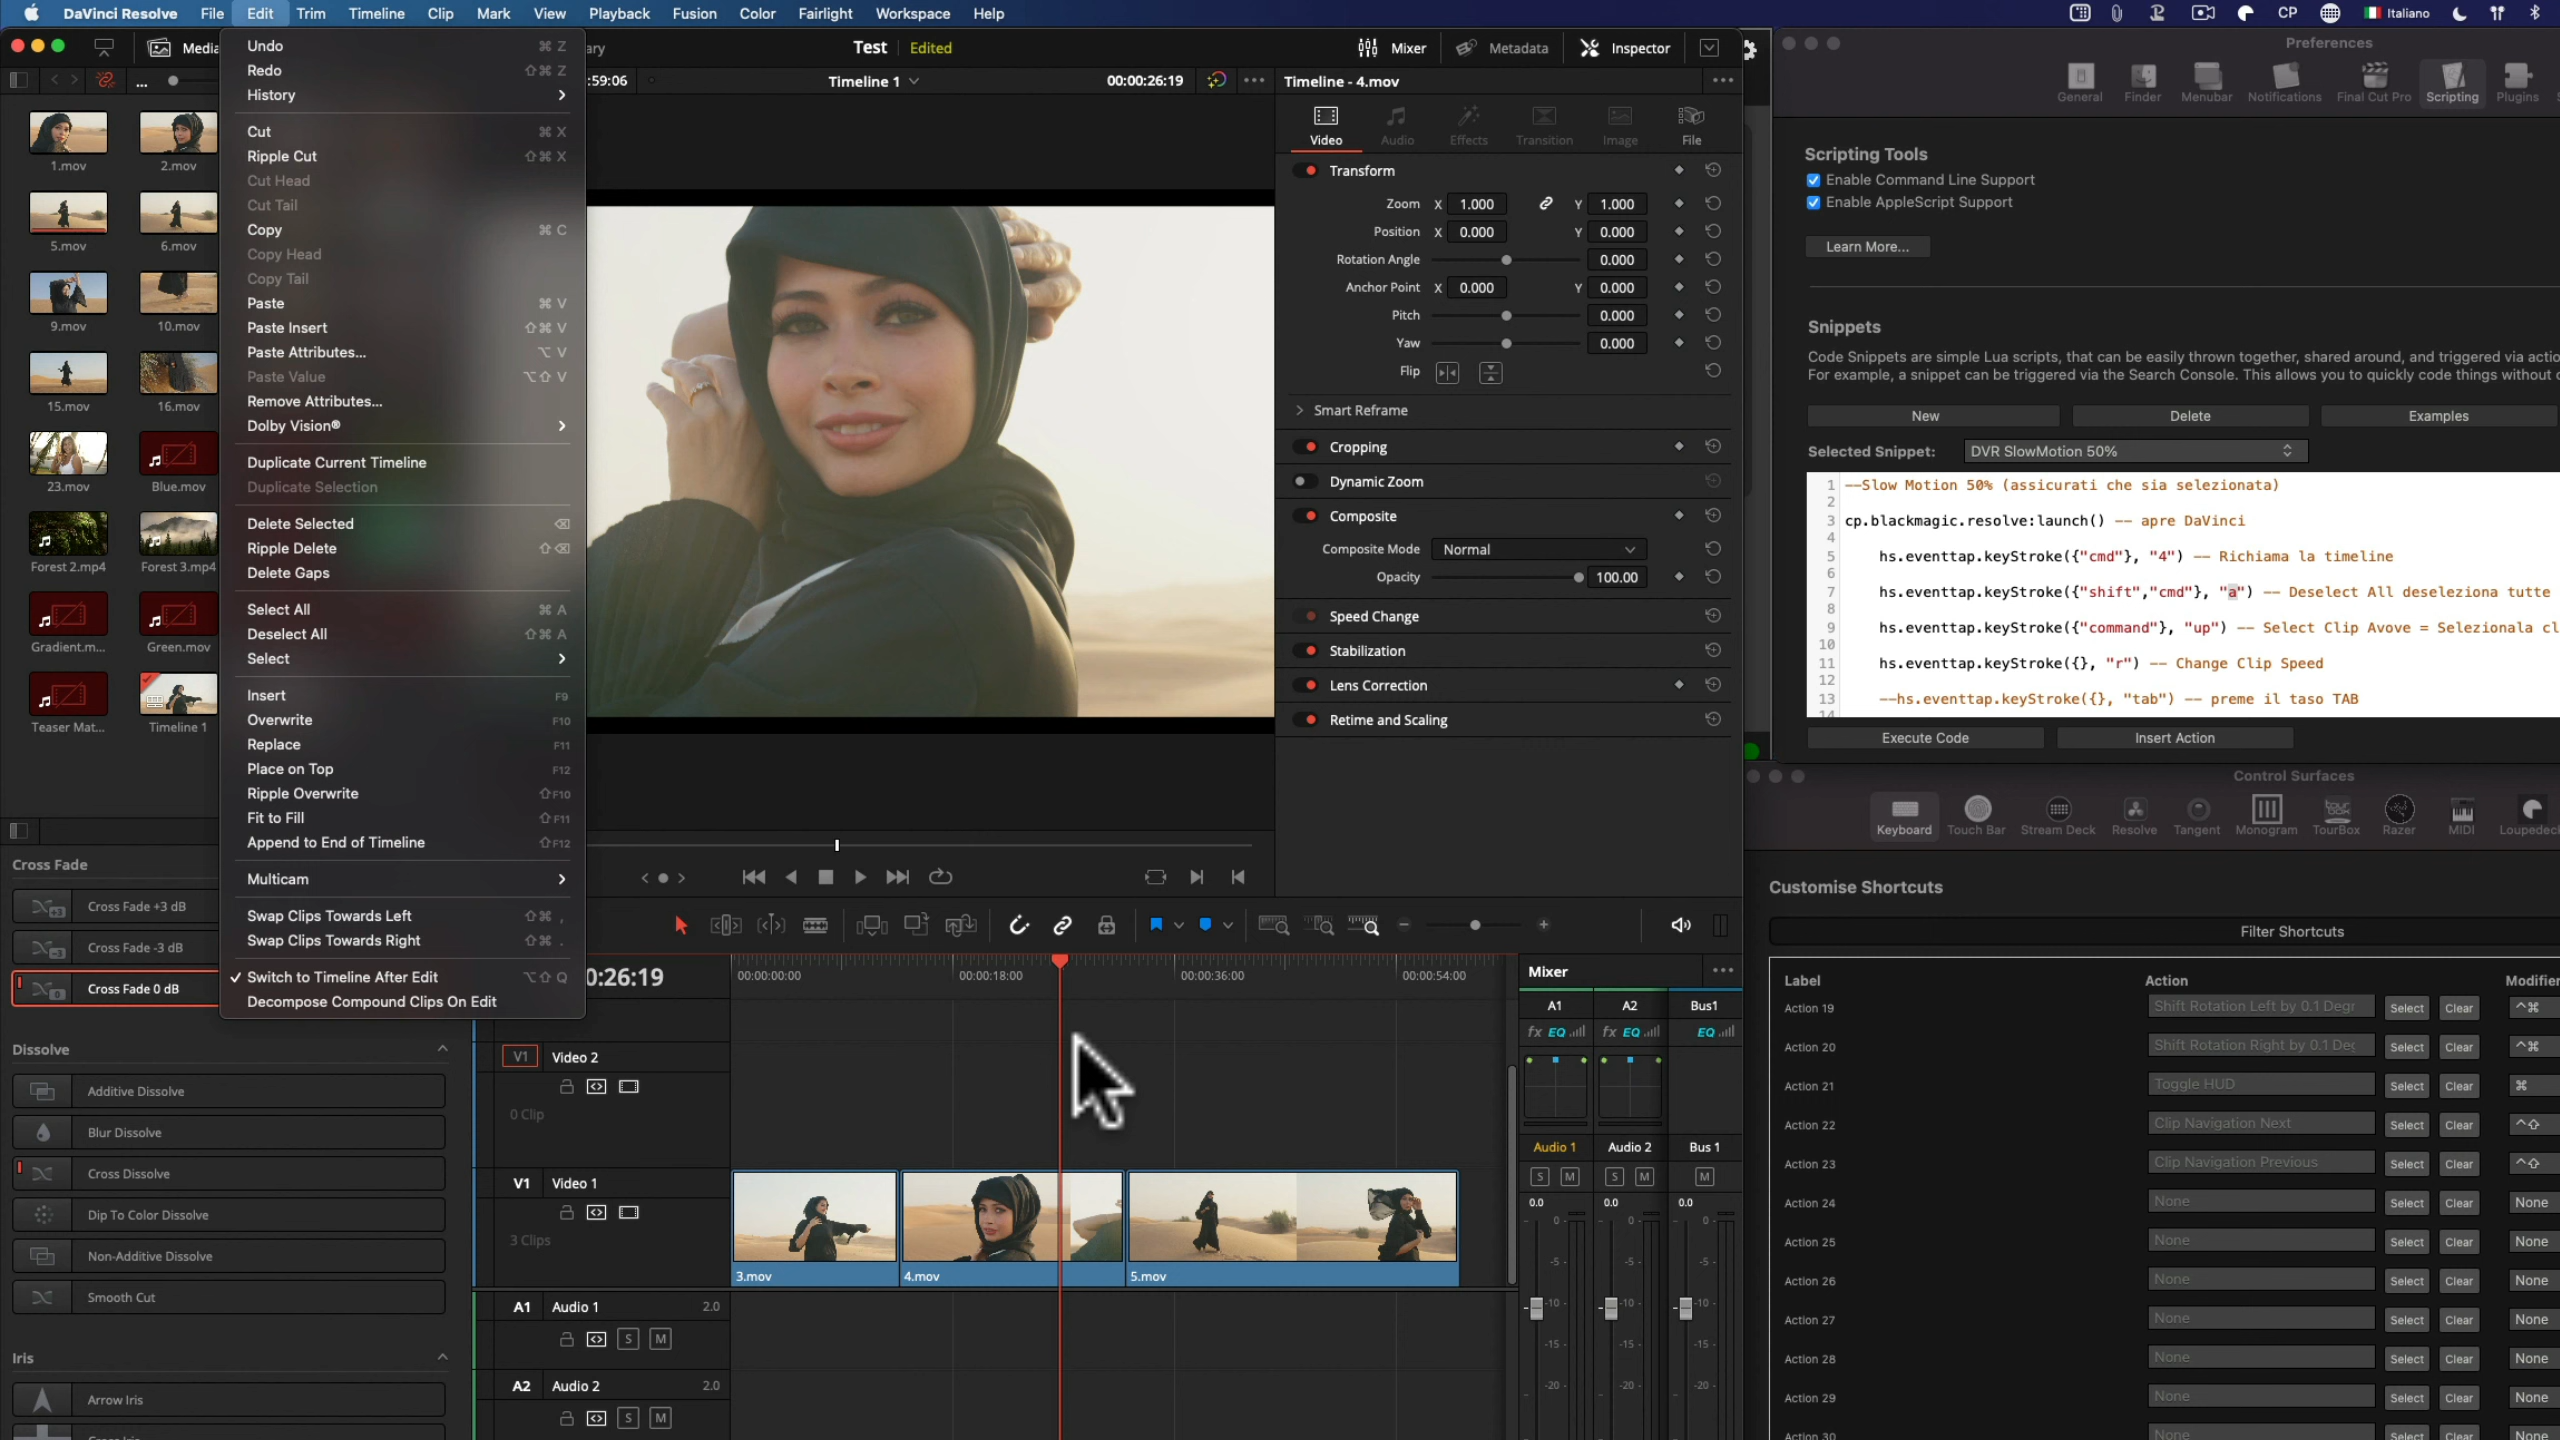 DaVinci Resolve File Edit Trim Timeline Clip Mark View Playback Fusion Color Fairlight Workspace Help
CP Italiano
Media
Test Edited
Mixer Metadata Inspector
:59:06 Timeline 1 00:00:26:19
Timeline - 4.mov
1.mov 2.mov
5.mov 6.mov
9.mov 10.mov
15.mov 16.mov
23.mov Blue.mov
Forest 2.mp4 Forest 3.mp4
Gradient.m... Green.mov
Teaser Mat... Timeline 1
Undo ⌘ Z
Redo ⇧⌘ Z
History
Cut ⌘ X
Ripple Cut ⇧⌘ X
Cut Head
Cut Tail
Copy ⌘ C
Copy Head
Copy Tail
Paste ⌘ V
Paste Insert ⇧⌘ V
Paste Attributes... ⌥ V
Paste Value ⌥⇧ V
Remove Attributes...
Dolby Vision®
Duplicate Current Timeline
Duplicate Selection
Delete Selected ⌫
Ripple Delete ⇧⌫
Delete Gaps
Select All ⌘ A
Deselect All ⇧⌘ A
Select
Insert F9
Overwrite F10
Replace F11
Place on Top F12
Ripple Overwrite ⇧F10
Fit to Fill ⇧F11
Append to End of Timeline ⇧F12
Multicam
Swap Clips Towards Left ⇧⌘ ,
Swap Clips Towards Right ⇧⌘ .
✓ Switch to Timeline After Edit ⌥⇧ Q
Decompose Compound Clips On Edit
Video Audio Effects Transition Image File
Transform
Zoom X 1.000 Y 1.000
Position X 0.000 Y 0.000
Rotation Angle 0.000
Anchor Point X 0.000 Y 0.000
Pitch 0.000
Yaw 0.000
Flip
Smart Reframe
Cropping
Dynamic Zoom
Composite
Composite Mode Normal
Opacity 100.00
Speed Change
Stabilization
Lens Correction
Retime and Scaling
Preferences
General Finder Menubar Notifications Final Cut Pro Scripting Plugins
Scripting Tools
Enable Command Line Support
Enable AppleScript Support
Learn More...
Snippets
Code Snippets are simple Lua scripts, that can be easily thrown together, shared around, and triggered via actio
For example, a snippet can be triggered via the Search Console. This allows you to quickly code things without
New Delete Examples
Selected Snippet: DVR SlowMotion 50%
1 --Slow Motion 50% (assicurati che sia selezionata)
2
3 cp.blackmagic.resolve:launch() -- apre DaVinci
4
5 hs.eventtap.keyStroke({"cmd"}, "4") -- Richiama la timeline
6
7 hs.eventtap.keyStroke({"shift","cmd"}, "a") -- Deselect All deseleziona tutte
8
9 hs.eventtap.keyStroke({"command"}, "up") -- Select Clip Avove = Selezionala cl
10
11 hs.eventtap.keyStroke({}, "r") -- Change Clip Speed
12
13 --hs.eventtap.keyStroke({}, "tab") -- preme il taso TAB
14
Execute Code Insert Action
Control Surfaces
Keyboard Touch Bar Stream Deck Resolve Tangent Monogram TourBox Razer MIDI Loupedeck
Customise Shortcuts
Filter Shortcuts
Label Action Modifier
Action 19 Shift Rotation Left by 0.1 Degr Select Clear ^⌘
Action 20 Shift Rotation Right by 0.1 Deg Select Clear ^⌘
Action 21 Toggle HUD Select Clear ⌘
Action 22 Clip Navigation Next Select Clear ^⇧
Action 23 Clip Navigation Previous Select Clear ^⇧
Action 24 None Select Clear None
Action 25 None Select Clear None
Action 26 None Select Clear None
Action 27 None Select Clear None
Action 28 None Select Clear None
Action 29 None Select Clear None
Action 30 None Select Clear None
Cross Fade
Cross Fade +3 dB
Cross Fade -3 dB
Cross Fade 0 dB
Dissolve
Additive Dissolve
Blur Dissolve
Cross Dissolve
Dip To Color Dissolve
Non-Additive Dissolve
Smooth Cut
Iris
Arrow Iris
0:26:19
00:00:00:00 00:00:18:00 00:00:36:00 00:00:54:00
V1 Video 2
0 Clip
V1 Video 1
3 Clips
3.mov 4.mov 5.mov
A1 Audio 1 2.0
S M
A2 Audio 2 2.0
S M
Mixer
A1 A2 Bus1
fx EQ fx EQ EQ
Audio 1 Audio 2 Bus 1
S M S M M
0.0 0.0 0.0
0- 0- 0-
-5- -5- -5-
-10- -10- -10-
-15- -15- -15-
-20- -20- -20-